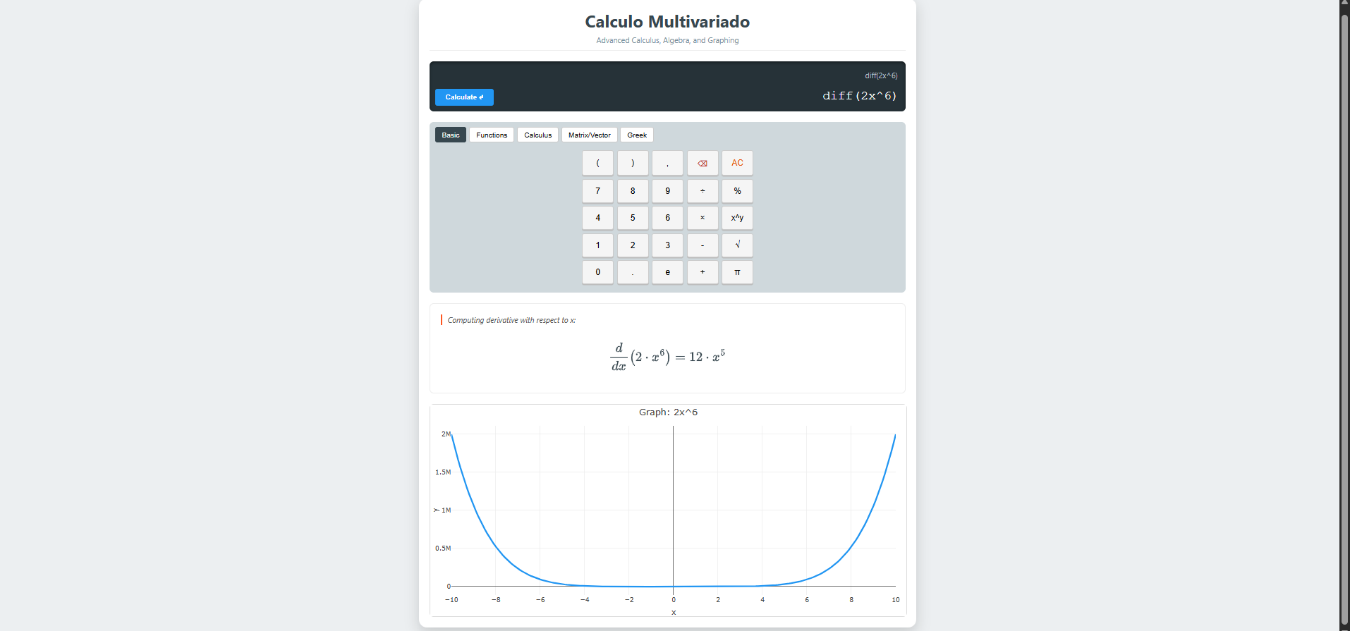 Calculo Multivariado
Advanced Calculus, Algebra, and Graphing
diff(2x^6)
Calculate ⏎
diff(2x^6)
Basic Functions Calculus Matrix/Vector Greek
( ) , ⌫ AC
7 8 9 ÷ %
4 5 6 × x^y
1 2 3 - √
0 . e + π
Computing derivative with respect to x:
d/dx (2 · x⁶) = 12 · x⁵
Graph: 2x^6
2M
1.5M
1M
0.5M
0
y
−10 −8 −6 −4 −2 0 2 4 6 8 10
x